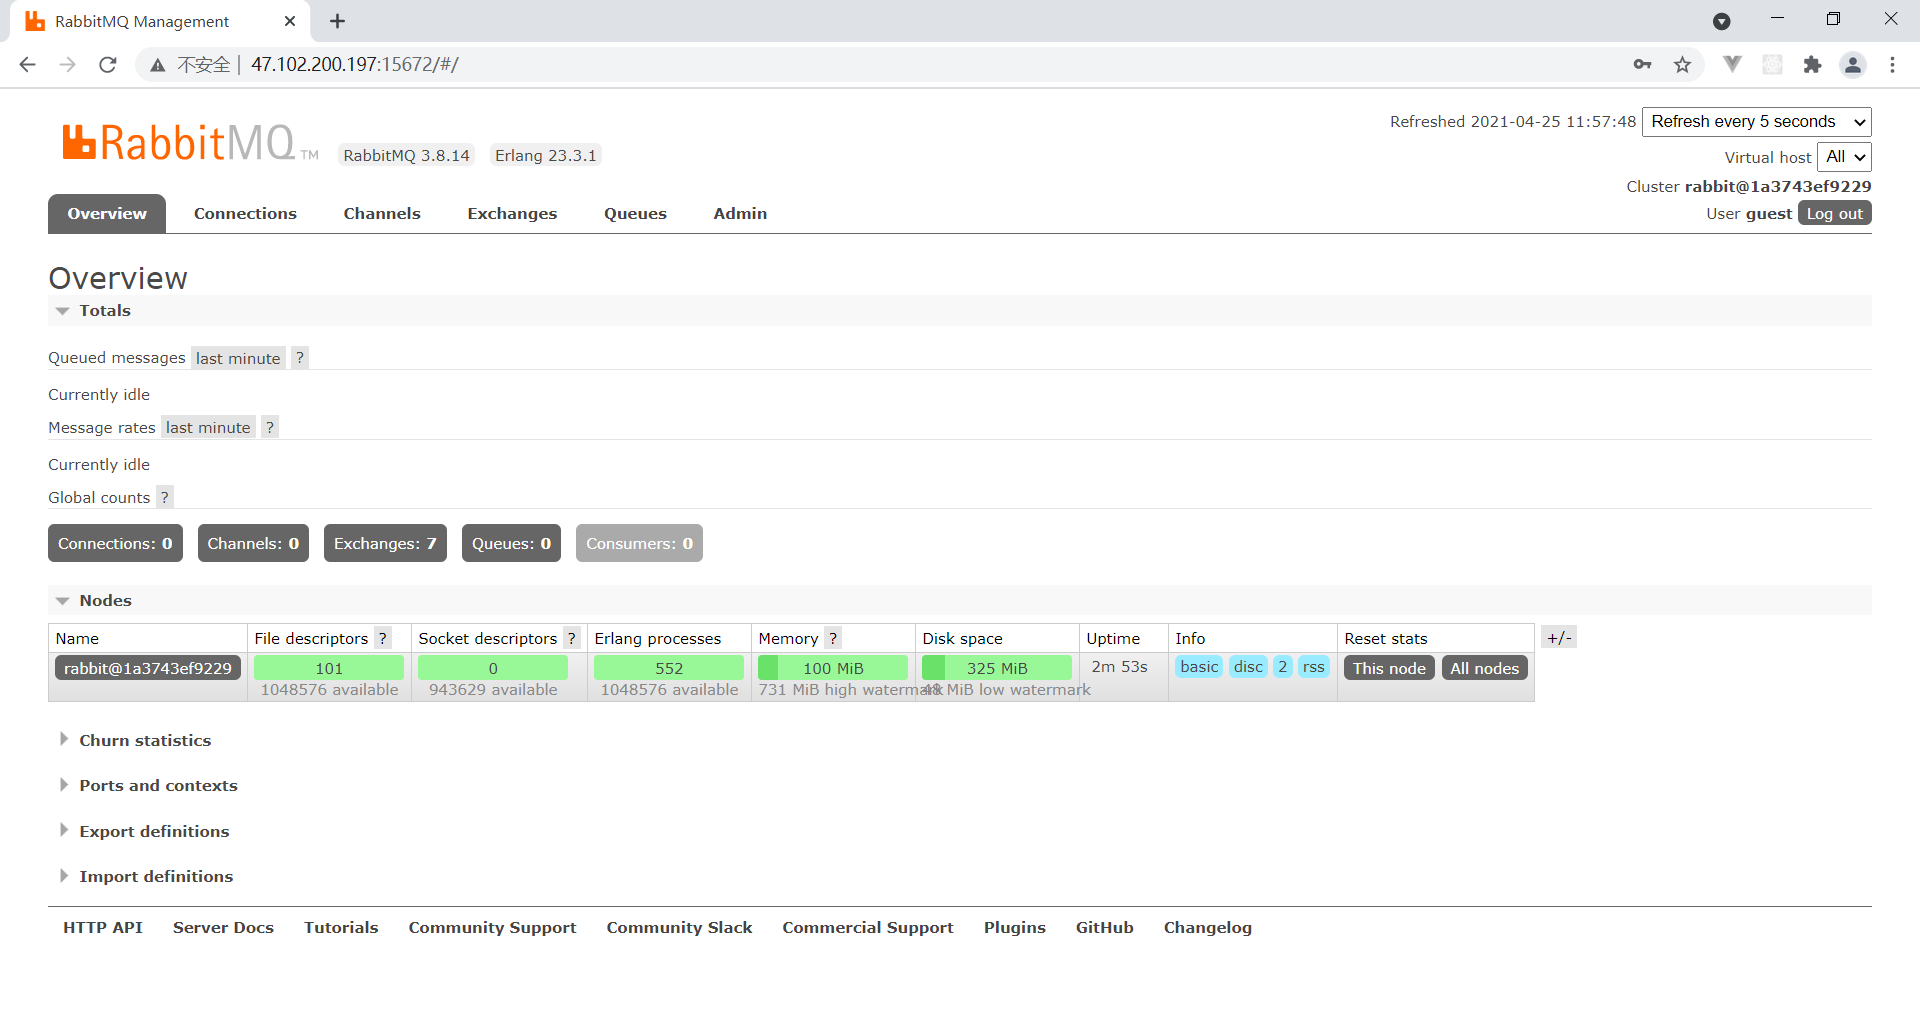 RabbitMQ Management
不安全 | 47.102.200.197:15672/#/
RabbitMQ TM RabbitMQ 3.8.14 Erlang 23.3.1
Refreshed 2021-04-25 11:57:48 Refresh every 5 seconds
Virtual host All
Cluster rabbit@1a3743ef9229
User guest Log out
Overview Connections Channels Exchanges Queues Admin
Overview
Totals
Queued messages last minute ?
Currently idle
Message rates last minute ?
Currently idle
Global counts ?
Connections: 0 Channels: 0 Exchanges: 7 Queues: 0 Consumers: 0
Nodes
Name File descriptors ? Socket descriptors ? Erlang processes Memory ? Disk space Uptime Info Reset stats +/-
rabbit@1a3743ef9229 101 0 552 100 MiB 325 MiB 2m 53s basic disc 2 rss This node All nodes
1048576 available 943629 available 1048576 available 731 MiB high watermark 48 MiB low watermark
Churn statistics
Ports and contexts
Export definitions
Import definitions
HTTP API Server Docs Tutorials Community Support Community Slack Commercial Support Plugins GitHub Changelog